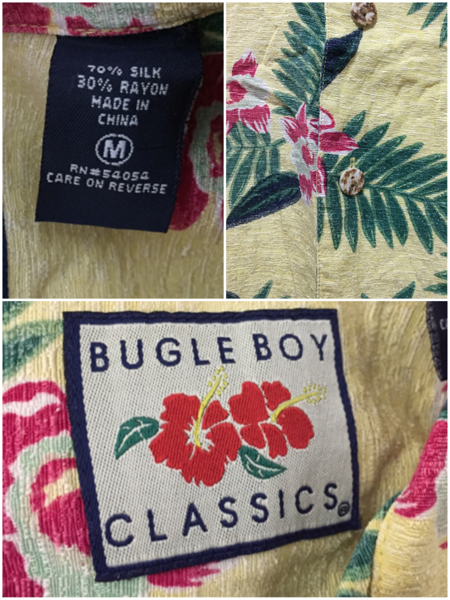 70% SILK
30% RAYON
MADE IN
CHINA
M
RN#54054
CARE ON REVERSE
BUGLE BOY
CLASSICS®